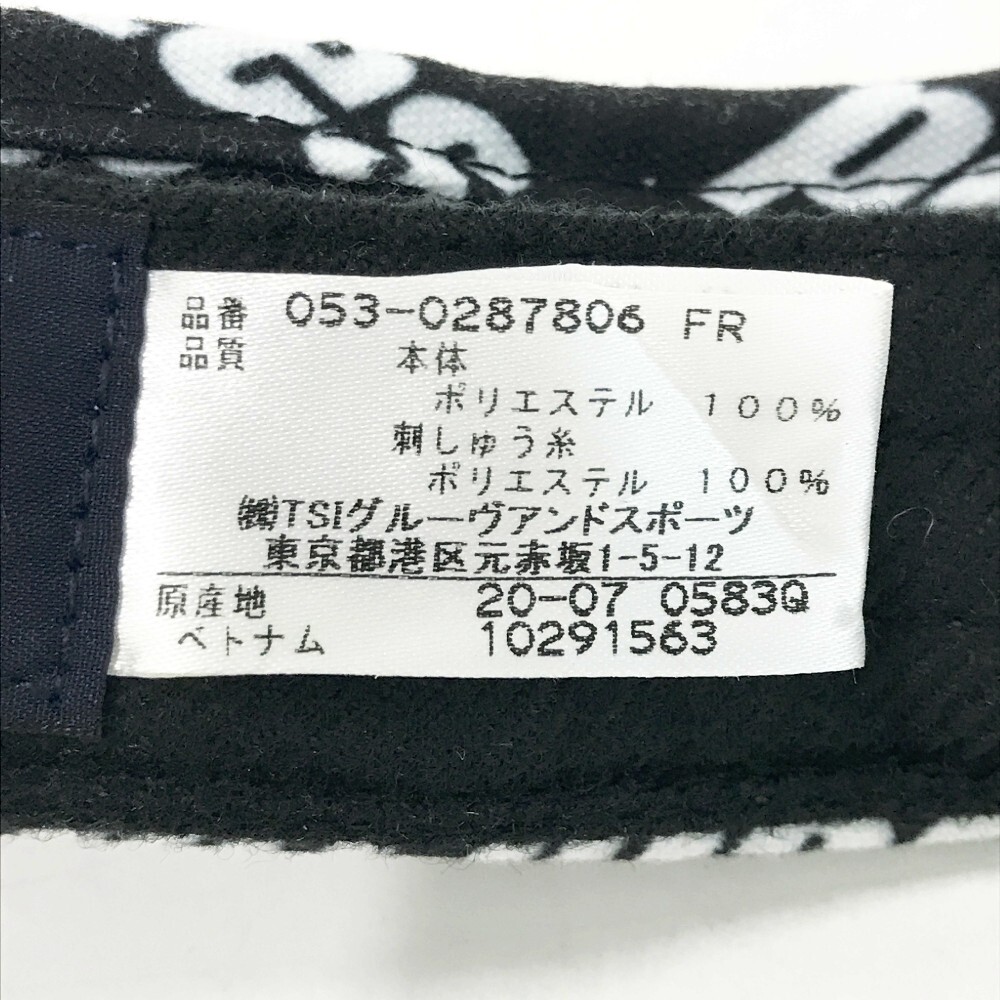 品番 053-0287806 FR
品質 本体
ポリエステル 100%
刺しゅう糸
ポリエステル 100%
㈱TSIグルーヴアンドスポーツ
東京都港区元赤坂1-5-12
原産地 20-07 0583Q
ベトナム 10291563